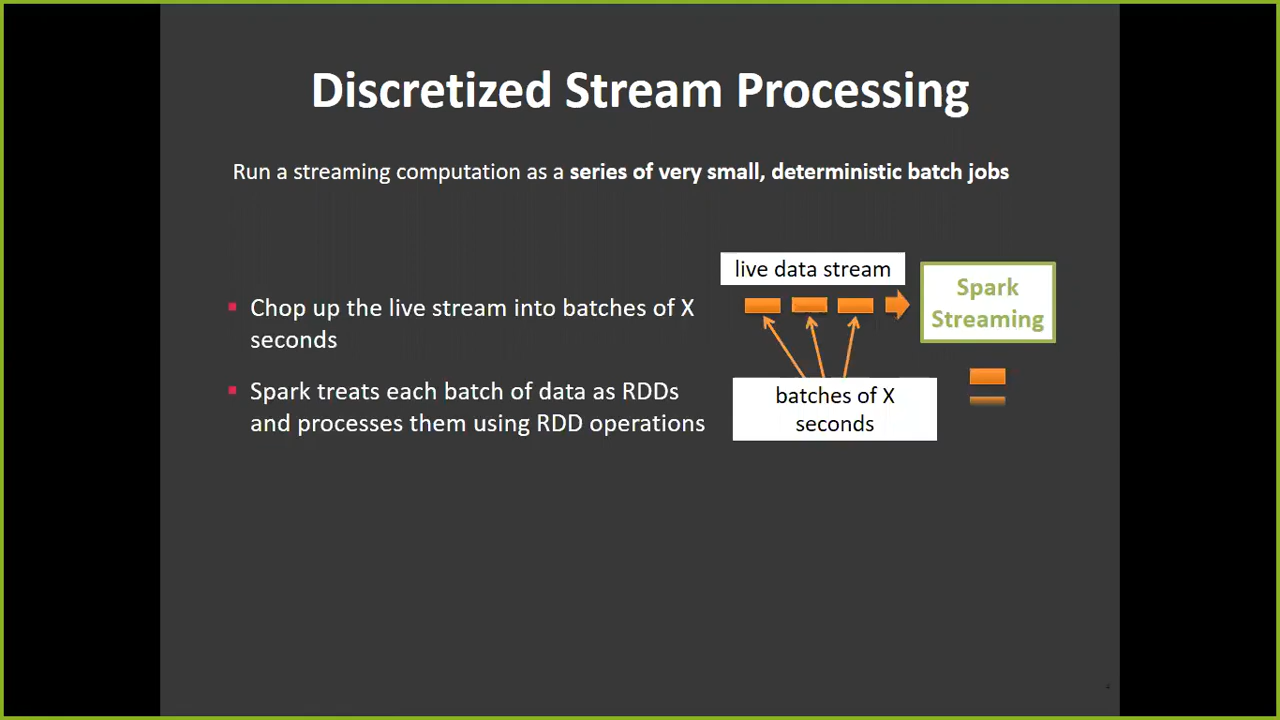 Discretized Stream Processing
Run a streaming computation as a series of very small, deterministic batch jobs
Chop up the live stream into batches of X
seconds
Spark treats each batch of data as RDDs
and processes them using RDD operations
live data stream
Spark
Streaming
batches of X
seconds